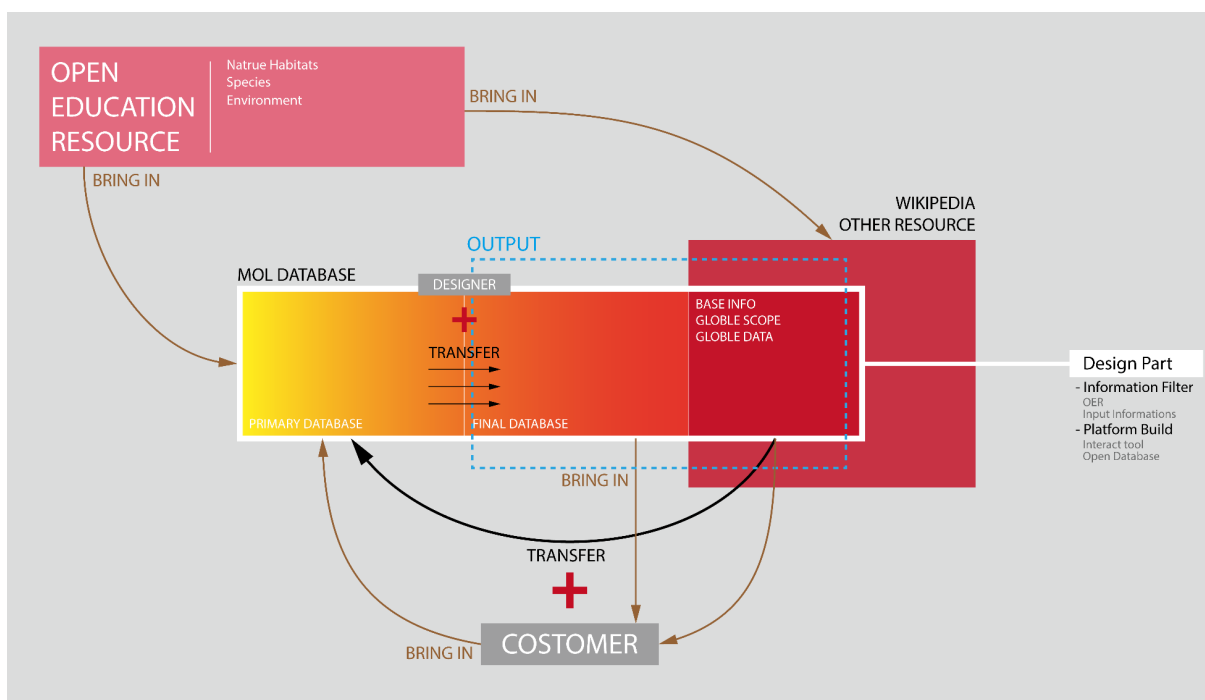 OPEN
EDUCATION
RESOURCE
Natrue Habitats
Species
Environment
BRING IN
BRING IN
WIKIPEDIA
OTHER RESOURCE
OUTPUT
MOL DATABASE
DESIGNER
BASE INFO
GLOBLE SCOPE
GLOBLE DATA
+
TRANSFER
PRIMARY DATABASE
FINAL DATABASE
Design Part
- Information Filter
OER
Input Informations
- Platform Build
Interact tool
Open Database
BRING IN
TRANSFER
+
COSTOMER
BRING IN